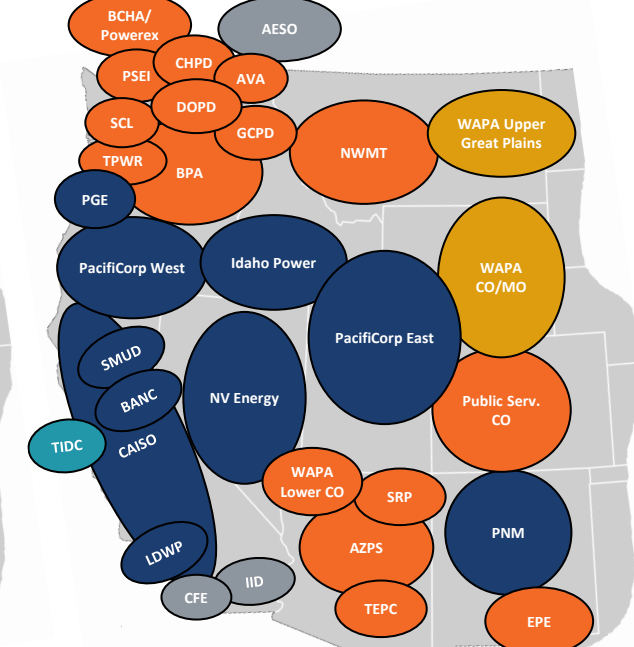 BCHA/
Powerex
AESO
CHPD
PSEI
AVA
DOPD
SCL
GCPD
WAPA Upper
Great Plains
NWMT
TPWR
BPA
PGE
PacifiCorp West
Idaho Power
WAPA
CO/MO
PacifiCorp East
SMUD
BANC
NV Energy
Public Serv.
CO
TIDC
CAISO
WAPA
Lower CO
SRP
PNM
AZPS
LDWP
IID
CFE
TEPC
EPE